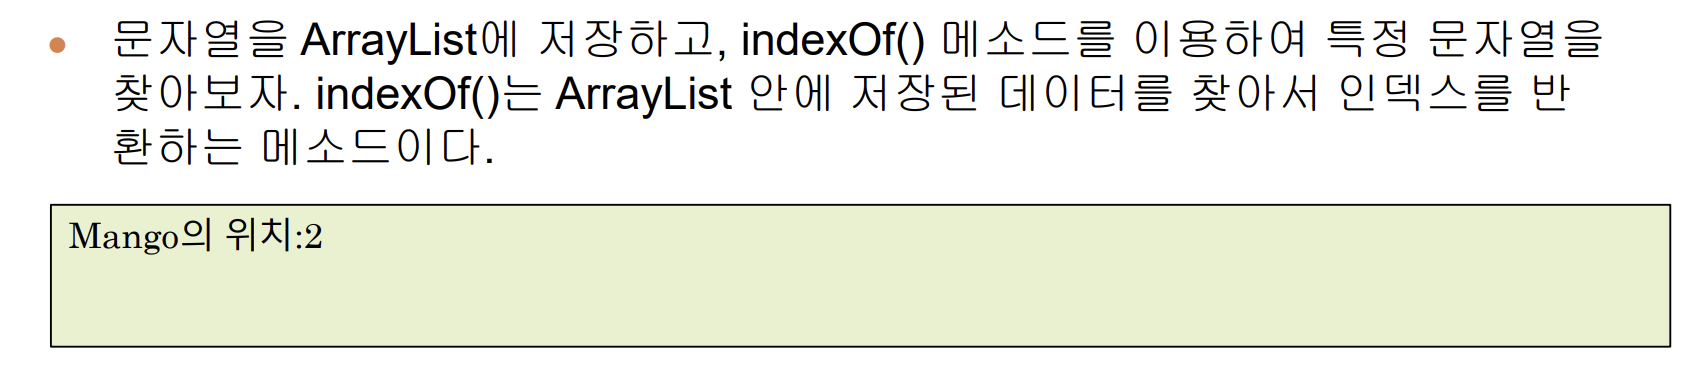 • 문자열을 ArrayList에 저장하고, indexOf() 메소드를 이용하여 특정 문자열을
찾아보자. indexOf()는 ArrayList 안에 저장된 데이터를 찾아서 인덱스를 반
환하는 메소드이다.
Mango의 위치:2